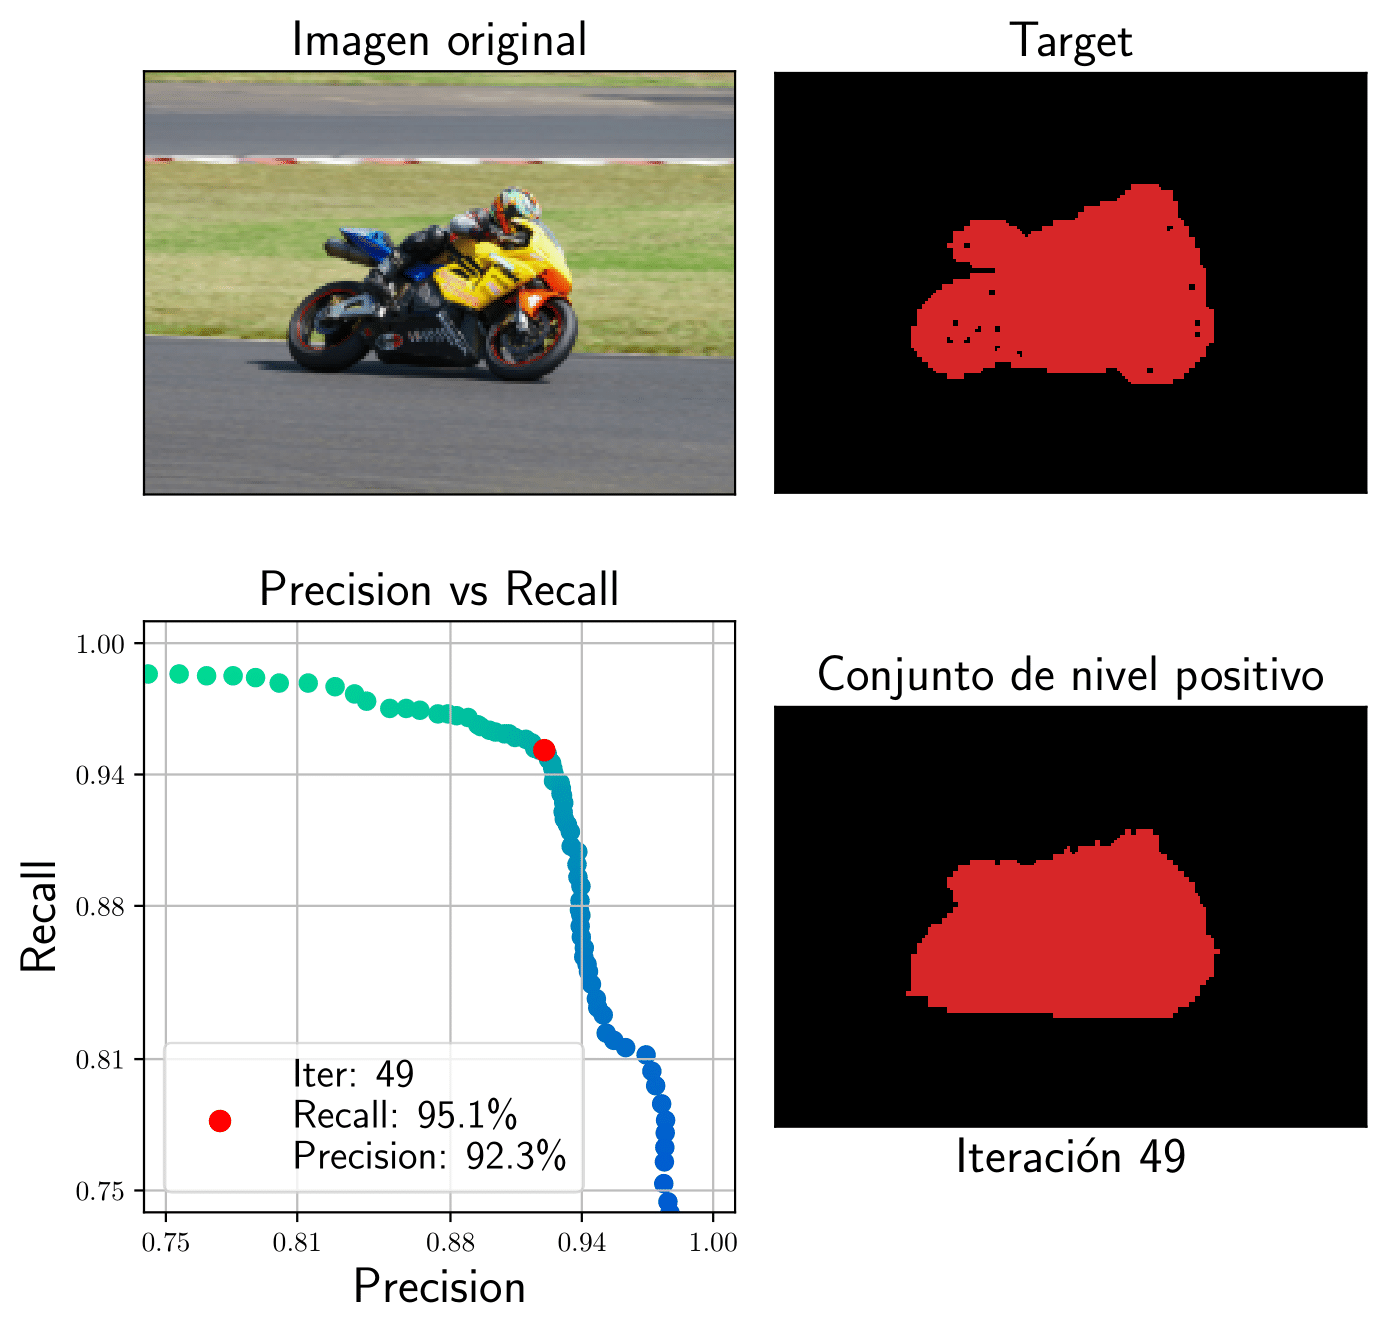 Imagen original
Target
Precision vs Recall
1.00
0.94
0.88
0.81
0.75
Recall
Iter: 49
Recall: 95.1%
Precision: 92.3%
0.75 0.81 0.88 0.94 1.00
Precision
Conjunto de nivel positivo
Iteración 49